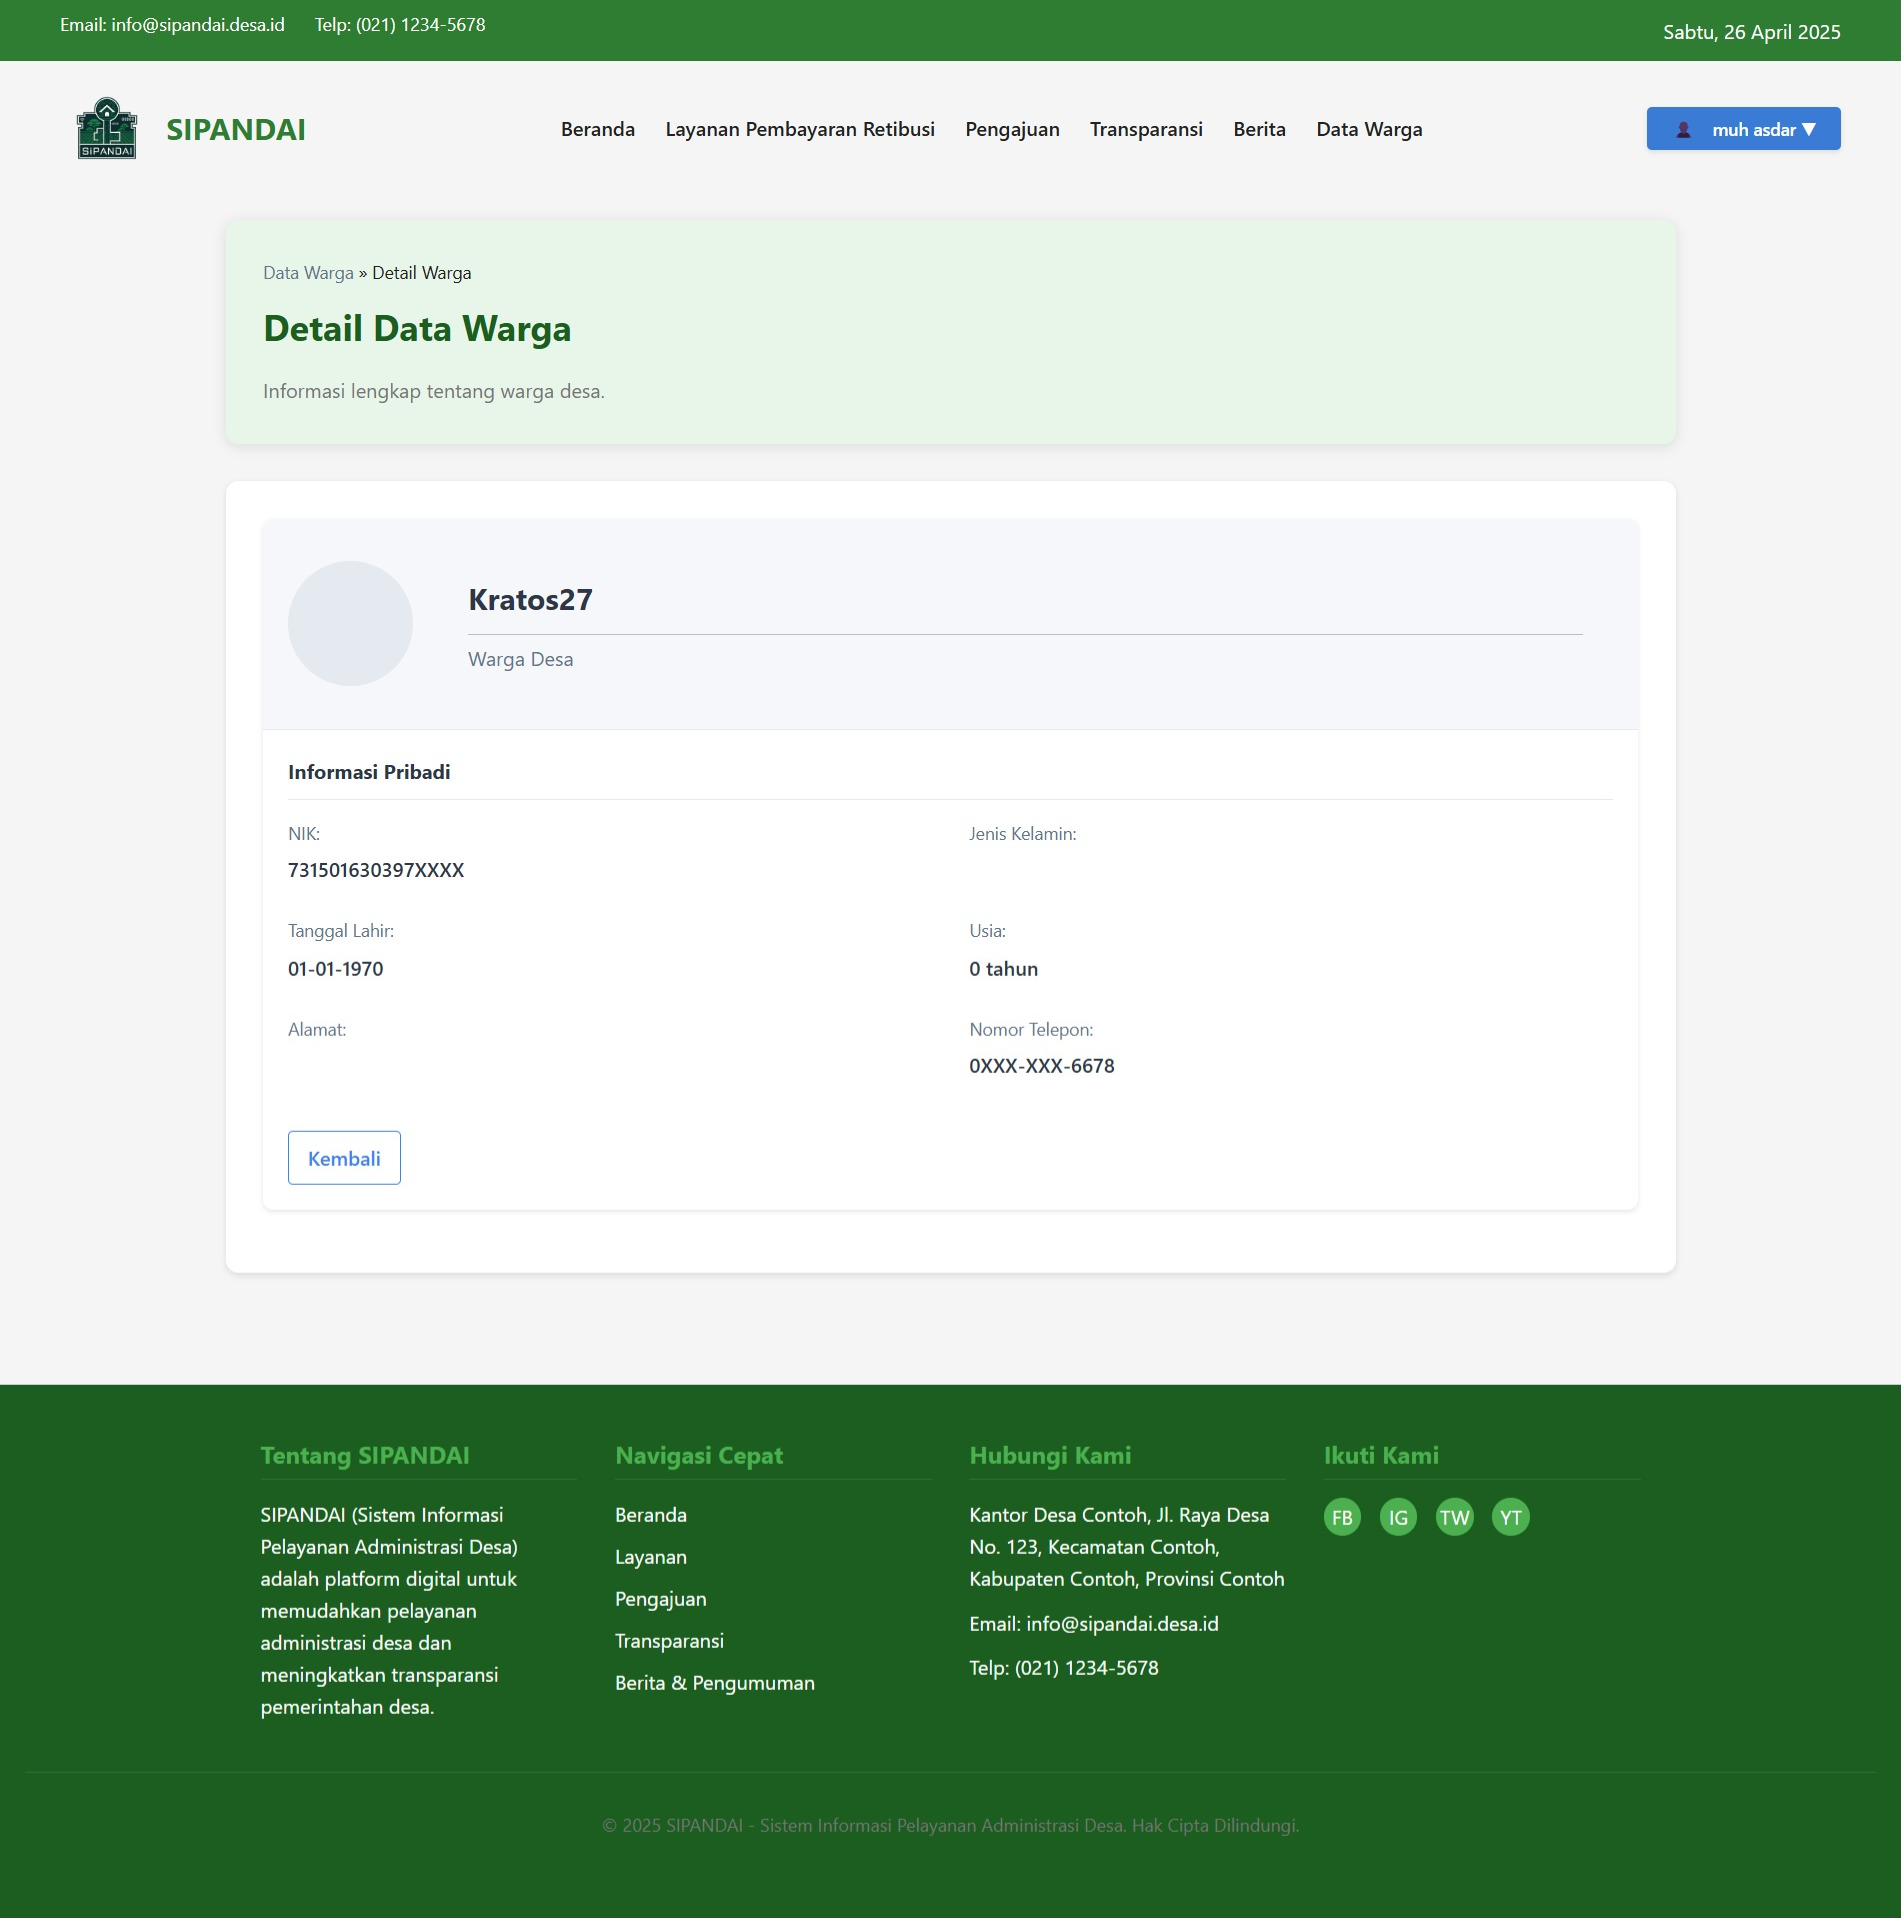 Email: info@sipandai.desa.id Telp: (021) 1234-5678 Sabtu, 26 April 2025
SIPANDAI
SIPANDAI Beranda Layanan Pembayaran Retibusi Pengajuan Transparansi Berita Data Warga muh asdar ▼
Data Warga » Detail Warga
Detail Data Warga
Informasi lengkap tentang warga desa.
Kratos27
Warga Desa
Informasi Pribadi
NIK: Jenis Kelamin:
731501630397XXXX
Tanggal Lahir: Usia:
01-01-1970 0 tahun
Alamat: Nomor Telepon:
0XXX-XXX-6678
Kembali
Tentang SIPANDAI
SIPANDAI (Sistem Informasi
Pelayanan Administrasi Desa)
adalah platform digital untuk
memudahkan pelayanan
administrasi desa dan
meningkatkan transparansi
pemerintahan desa.
Navigasi Cepat
Beranda
Layanan
Pengajuan
Transparansi
Berita & Pengumuman
Hubungi Kami
Kantor Desa Contoh, Jl. Raya Desa
No. 123, Kecamatan Contoh,
Kabupaten Contoh, Provinsi Contoh
Email: info@sipandai.desa.id
Telp: (021) 1234-5678
Ikuti Kami
FB IG TW YT
© 2025 SIPANDAI - Sistem Informasi Pelayanan Administrasi Desa. Hak Cipta Dilindungi.